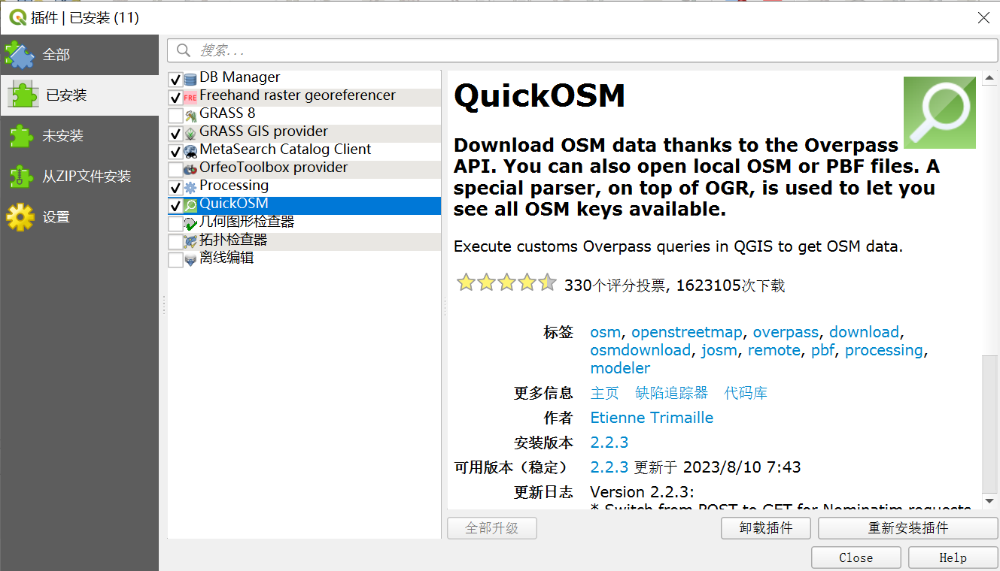 插件 | 已安装 (11)
全部
已安装
未安装
从ZIP文件安装
设置
搜索...
DB Manager
Freehand raster georeferencer
GRASS 8
GRASS GIS provider
MetaSearch Catalog Client
OrfeoToolbox provider
Processing
QuickOSM
几何图形检查器
拓扑检查器
离线编辑
QuickOSM
Download OSM data thanks to the Overpass
API. You can also open local OSM or PBF files. A
special parser, on top of OGR, is used to let you
see all OSM keys available.
Execute customs Overpass queries in QGIS to get OSM data.
330个评分投票, 1623105次下载
标签 osm, openstreetmap, overpass, download,
osmdownload, josm, remote, pbf, processing,
modeler
更多信息 主页 缺陷追踪器 代码库
作者 Etienne Trimaille
安装版本 2.2.3
可用版本（稳定） 2.2.3 更新于 2023/8/10 7:43
更新日志 Version 2.2.3:
* Switch from POST to GET for Nominatim requests
全部升级 卸载插件 重新安装插件
Close Help